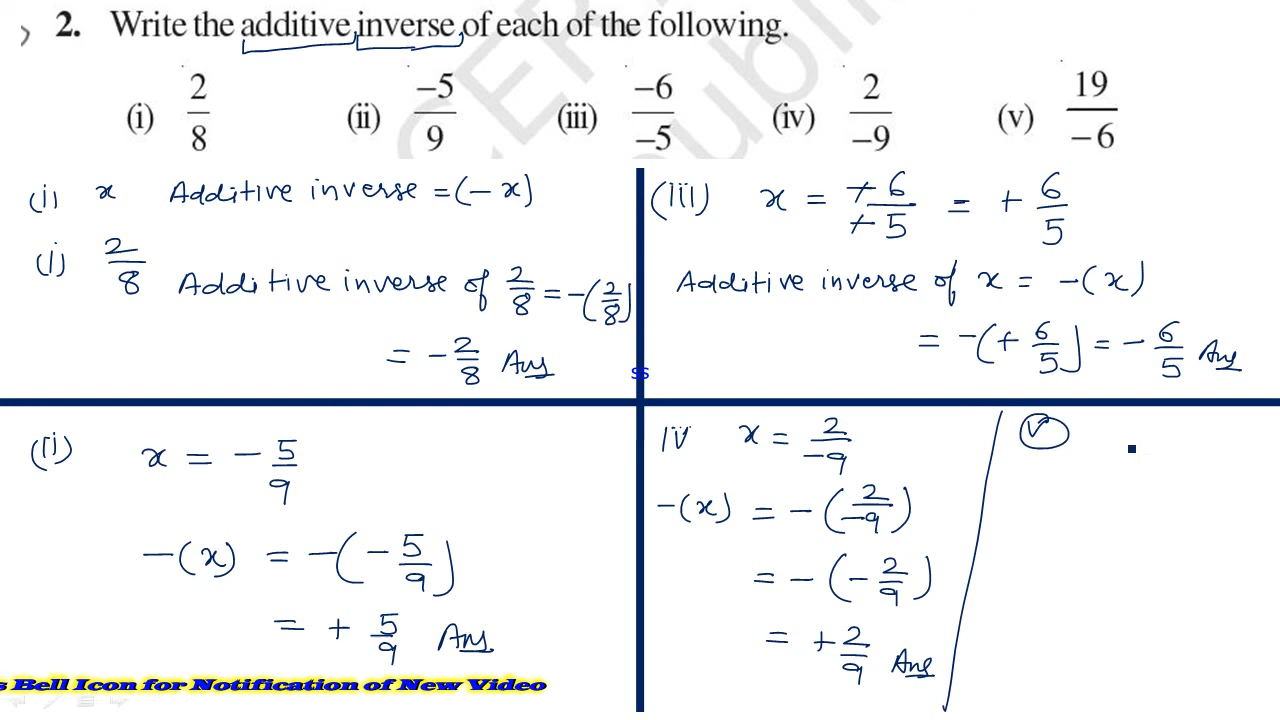 2. Write the additive inverse of each of the following.
(i) 2/8 (ii) -5/9 (iii) -6/-5 (iv) 2/-9 (v) 19/-6
(i) x Additive inverse = (-x)
(i) 2/8 Additive inverse of 2/8 = -(2/8)
= -2/8 Ans
(iii) x = +6/+5 = +6/5
Additive inverse of x = -(x)
= -(+6/5) = -6/5 Ans
ss
(ii) x = -5/9
-(x) = -(-5/9)
= +5/9 Ans
IV x = 2/-9
-(x) = -(2/-9)
= -(-2/9)
= +2/9 Ans
V
s Bell Icon for Notification of New Video